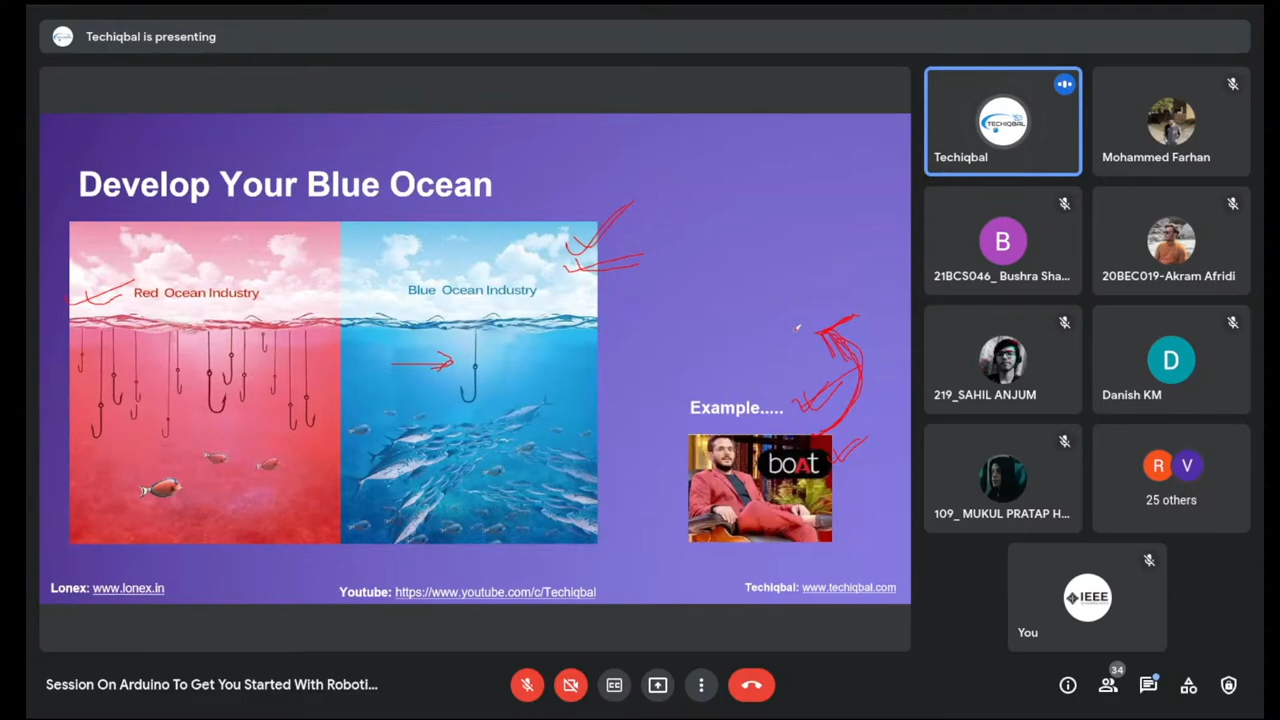 Techiqbal is presenting
Develop Your Blue Ocean
Red Ocean Industry
Blue Ocean Industry
Example.....
boAt
Lonex: www.lonex.in
Youtube: https://www.youtube.com/c/Techiqbal
Techiqbal: www.techiqbal.com
TECHIQBAL
Techiqbal
Mohammed Farhan
B
21BCS046_ Bushra Sha...
20BEC019-Akram Afridi
219_SAHIL ANJUM
D
Danish KM
109_ MUKUL PRATAP H...
R V
25 others
IEEE
You
Session On Arduino To Get You Started With Roboti...
CC
34